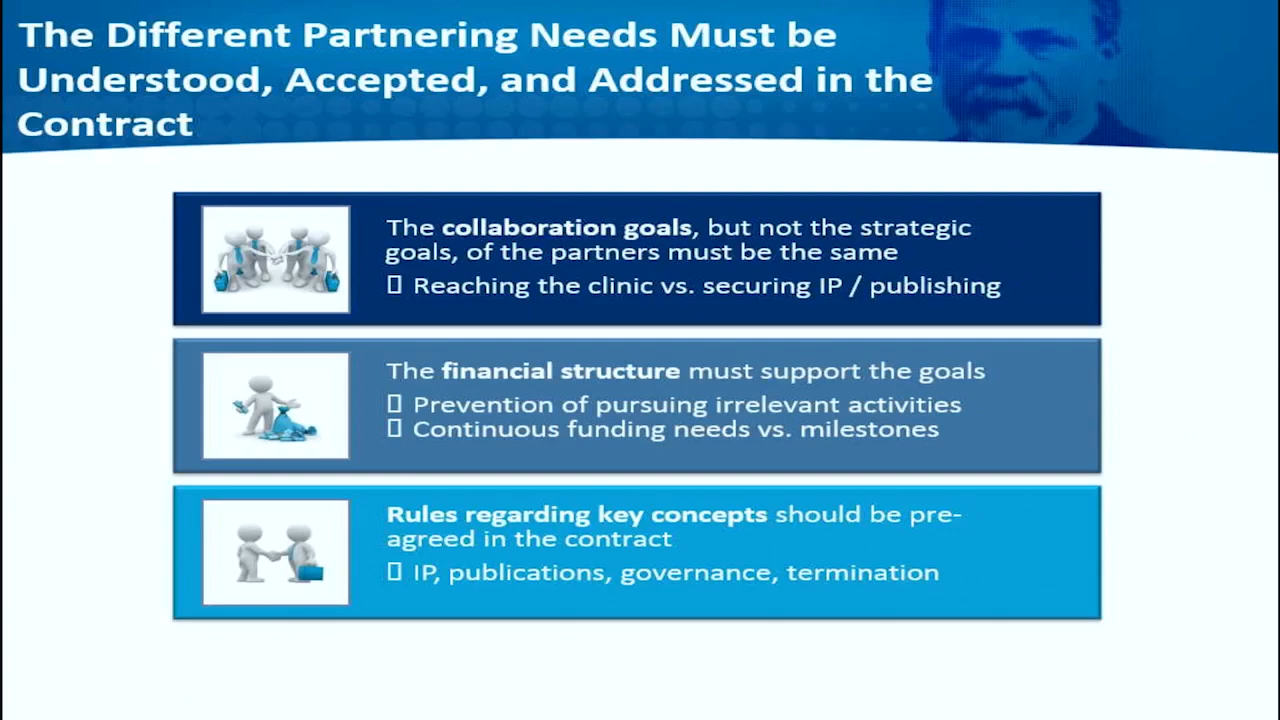 The Different Partnering Needs Must be
Understood, Accepted, and Addressed in the
Contract
The collaboration goals, but not the strategic
goals, of the partners must be the same
▯ Reaching the clinic vs. securing IP / publishing
The financial structure must support the goals
▯ Prevention of pursuing irrelevant activities
▯ Continuous funding needs vs. milestones
Rules regarding key concepts should be pre-
agreed in the contract
▯ IP, publications, governance, termination